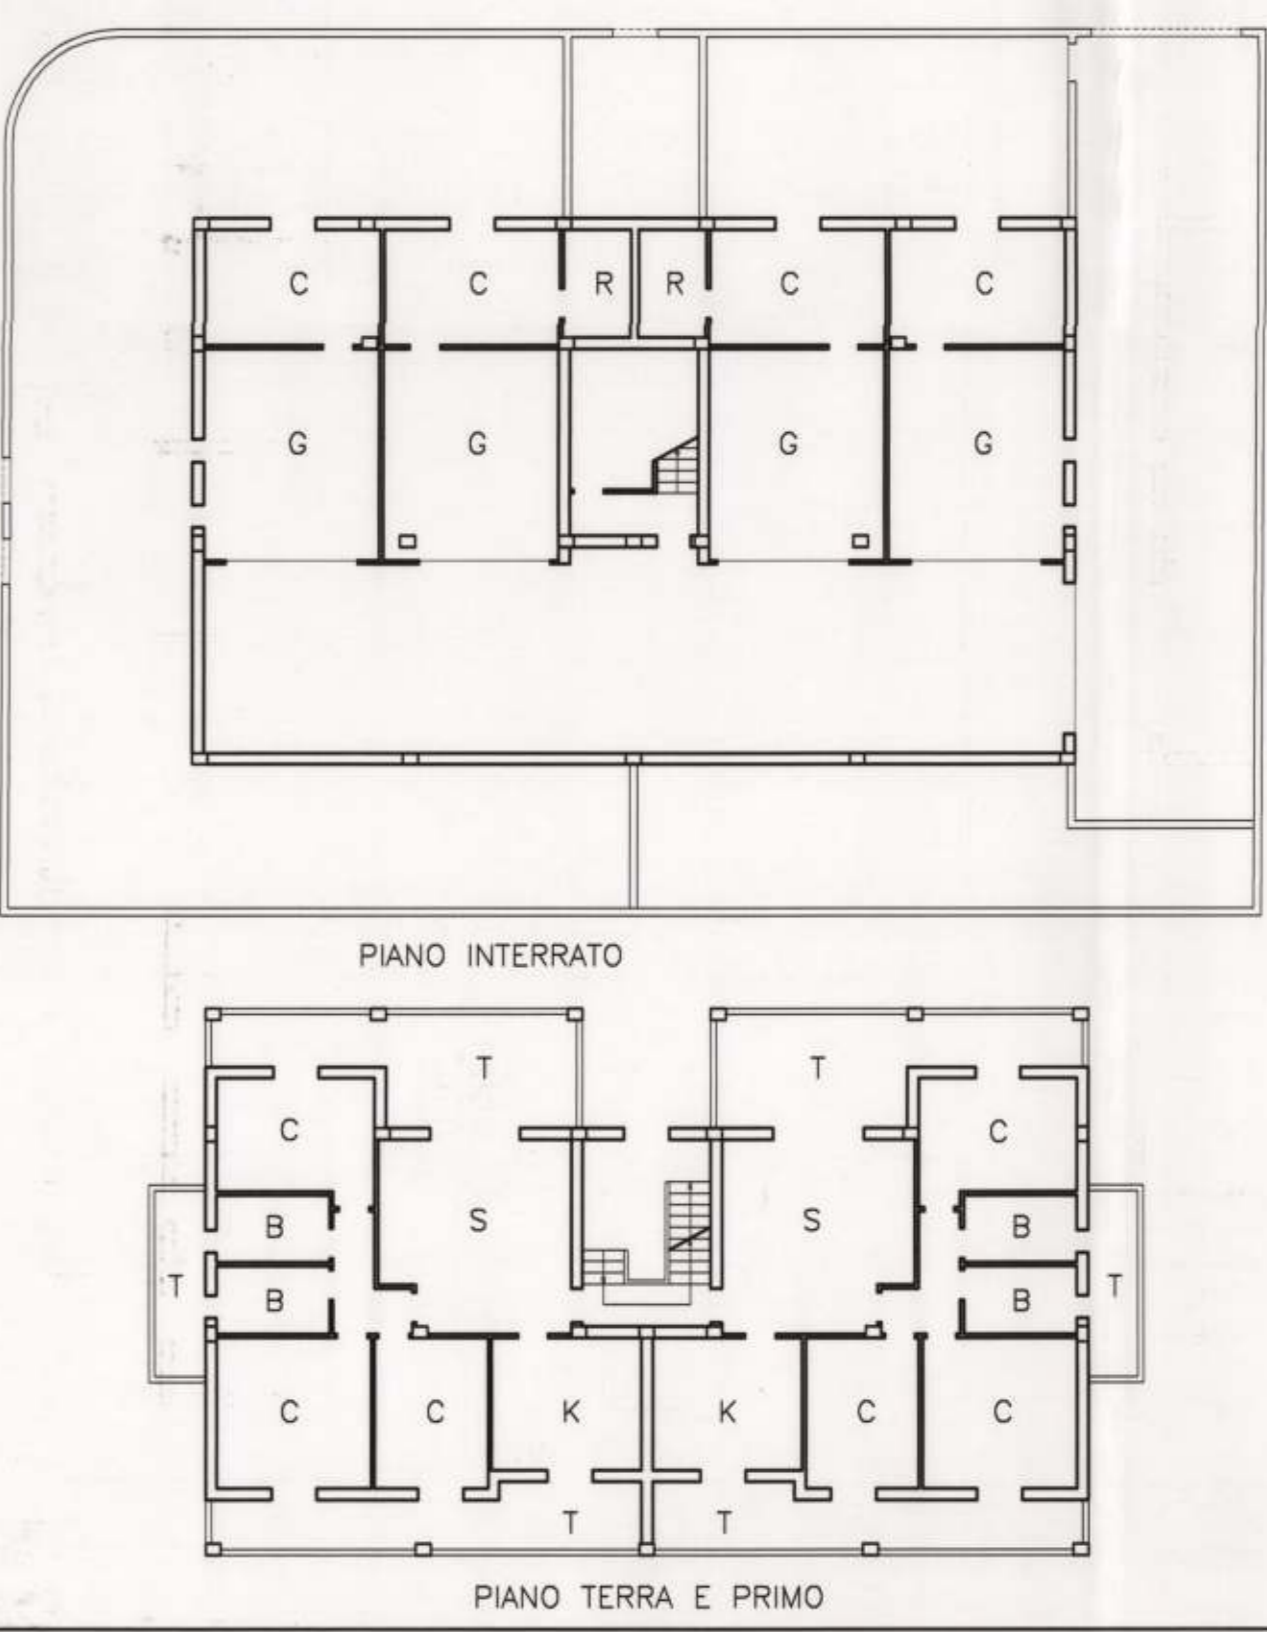 C C R R C C
G G G G
PIANO INTERRATO
T T
C C
S S
B B
T T
B B
C C K K C C
T T
PIANO TERRA E PRIMO